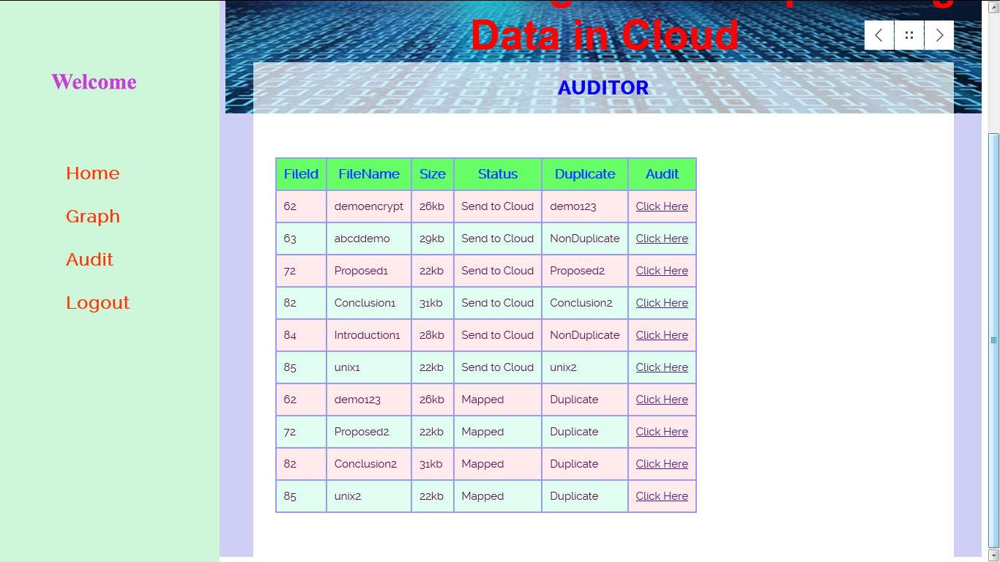 Data in Cloud
Welcome
AUDITOR
Home
Graph
Audit
Logout
FileId FileName Size Status Duplicate Audit
62 demoencrypt 26kb Send to Cloud demo123 Click Here
63 abcddemo 29kb Send to Cloud NonDuplicate Click Here
72 Proposed1 22kb Send to Cloud Proposed2 Click Here
82 Conclusion1 31kb Send to Cloud Conclusion2 Click Here
84 Introduction1 28kb Send to Cloud NonDuplicate Click Here
85 unix1 22kb Send to Cloud unix2 Click Here
62 demo123 26kb Mapped Duplicate Click Here
72 Proposed2 22kb Mapped Duplicate Click Here
82 Conclusion2 31kb Mapped Duplicate Click Here
85 unix2 22kb Mapped Duplicate Click Here